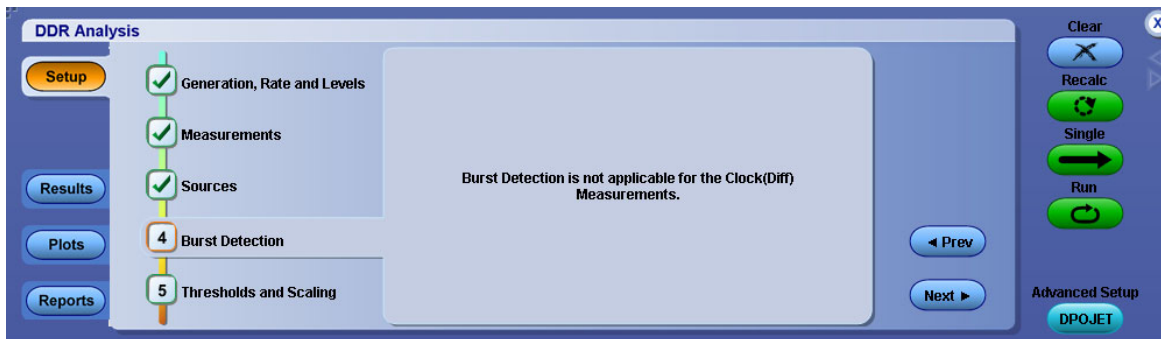 DDR Analysis
Setup
Results
Plots
Reports
Generation, Rate and Levels
Measurements
Sources
4 Burst Detection
5 Thresholds and Scaling
Burst Detection is not applicable for the Clock(Diff)
Measurements.
◄ Prev
Next ►
Clear
X
Recalc
Single
Run
Advanced Setup
DPOJET